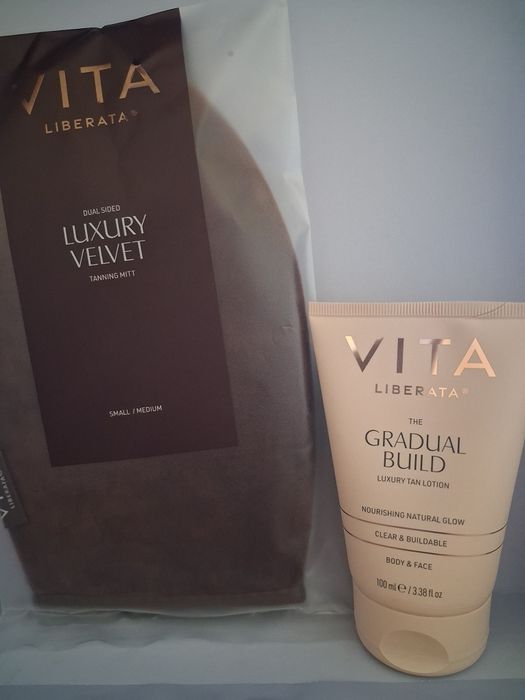 VITA
LIBERATA®
DUAL SIDED
LUXURY
VELVET
TANNING MITT
SMALL / MEDIUM
VITA
LIBERATA®
THE
GRADUAL
BUILD
LUXURY TAN LOTION
NOURISHING NATURAL GLOW
CLEAR & BUILDABLE
BODY & FACE
100 ml ℮ / 3.38 fl oz